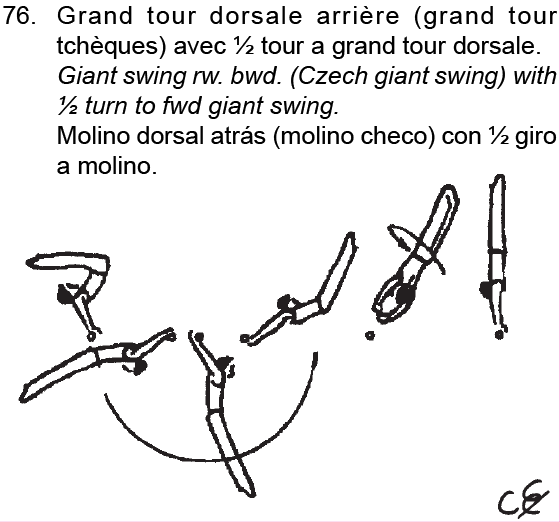 76. Grand tour dorsale arrière (grand tour
tchèques) avec ½ tour a grand tour dorsale.
Giant swing rw. bwd. (Czech giant swing) with
½ turn to fwd giant swing.
Molino dorsal atrás (molino checo) con ½ giro
a molino.